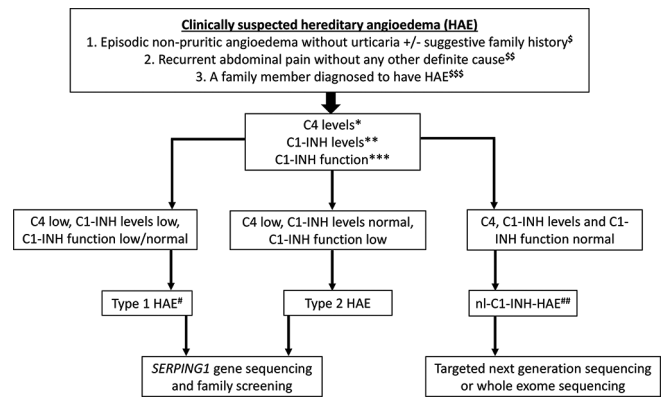 Clinically suspected hereditary angioedema (HAE)
1. Episodic non-pruritic angioedema without urticaria +/- suggestive family history$
2. Recurrent abdominal pain without any other definite cause$$
3. A family member diagnosed to have HAE$$$
C4 levels*
C1-INH levels**
C1-INH function***
C4 low, C1-INH levels low,
C1-INH function low/normal
C4 low, C1-INH levels normal,
C1-INH function low
C4, C1-INH levels and C1-
INH function normal
Type 1 HAE#
Type 2 HAE
nl-C1-INH-HAE##
SERPING1 gene sequencing
and family screening
Targeted next generation sequencing
or whole exome sequencing